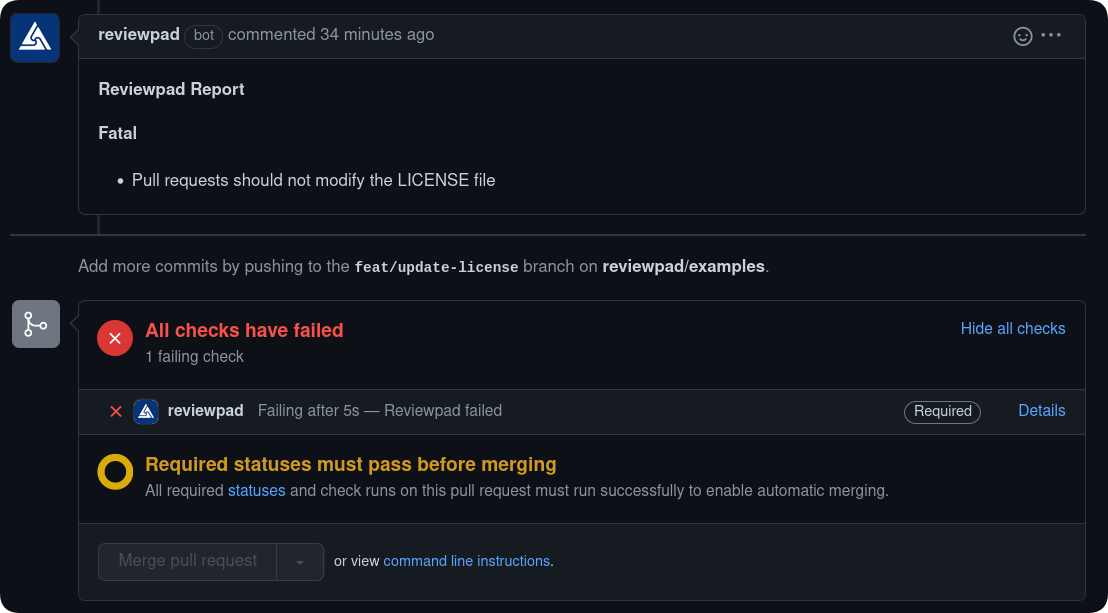 reviewpad bot commented 34 minutes ago
Reviewpad Report
Fatal
Pull requests should not modify the LICENSE file
Add more commits by pushing to the feat/update-license branch on reviewpad/examples.
All checks have failed
Hide all checks
1 failing check
reviewpad Failing after 5s — Reviewpad failed Required Details
Required statuses must pass before merging
All required statuses and check runs on this pull request must run successfully to enable automatic merging.
Merge pull request or view command line instructions.